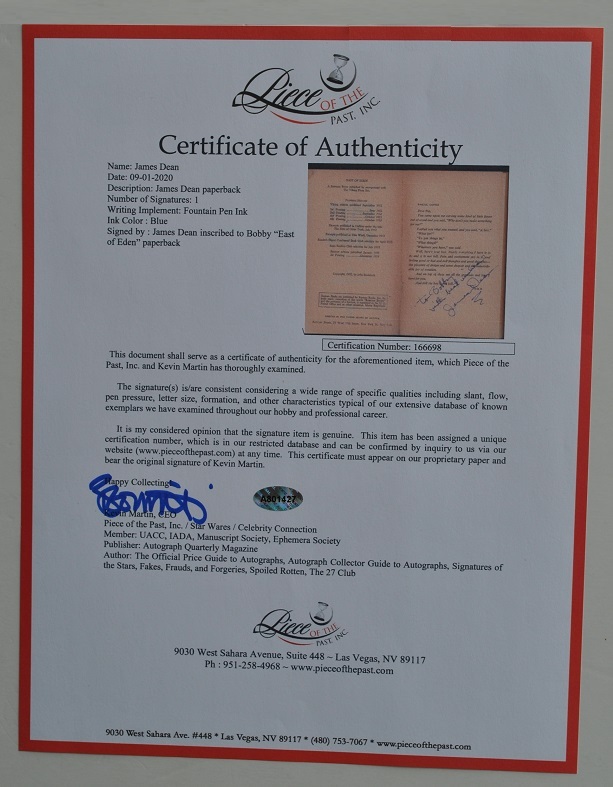 Piece
OF THE
PAST, INC.
Certificate of Authenticity
Name: James Dean
Date: 09-01-2020
Description: James Dean paperback
Number of Signatures: 1
Writing Implement: Fountain Pen Ink
Ink Color : Blue
Signed by : James Dean inscribed to Bobby "East
of Eden" paperback
Certification Number: 166698
This document shall serve as a certificate of authenticity for the aforementioned item, which Piece of the
Past, Inc. and Kevin Martin has thoroughly examined.
The signature(s) is/are consistent considering a wide range of specific qualities including slant, flow,
pen pressure, letter size, formation, and other characteristics typical of our extensive database of known
exemplars we have examined throughout our hobby and professional career.
It is my considered opinion that the signature item is genuine. This item has been assigned a unique
certification number, which is in our restricted database and can be confirmed by inquiry to us via our
website (www.pieceofthepast.com) at any time. This certificate must appear on our proprietary paper and
bear the original signature of Kevin Martin.
Happy Collecting
A801427
Kevin Martin, CEO
Piece of the Past, Inc. / Star Wares / Celebrity Connection
Member: UACC, IADA, Manuscript Society, Ephemera Society
Publisher: Autograph Quarterly Magazine
Author: The Official Price Guide to Autographs, Autograph Collector Guide to Autographs, Signatures of
the Stars, Fakes, Frauds, and Forgeries, Spoiled Rotten, The 27 Club
Piece
OF THE
PAST, INC.
9030 West Sahara Avenue, Suite 448 ~ Las Vegas, NV 89117
Ph : 951-258-4968 ~ www.pieceofthepast.com
9030 West Sahara Ave. #448 * Las Vegas, NV 89117 * (480) 753-7067 * www.pieceofthepast.com